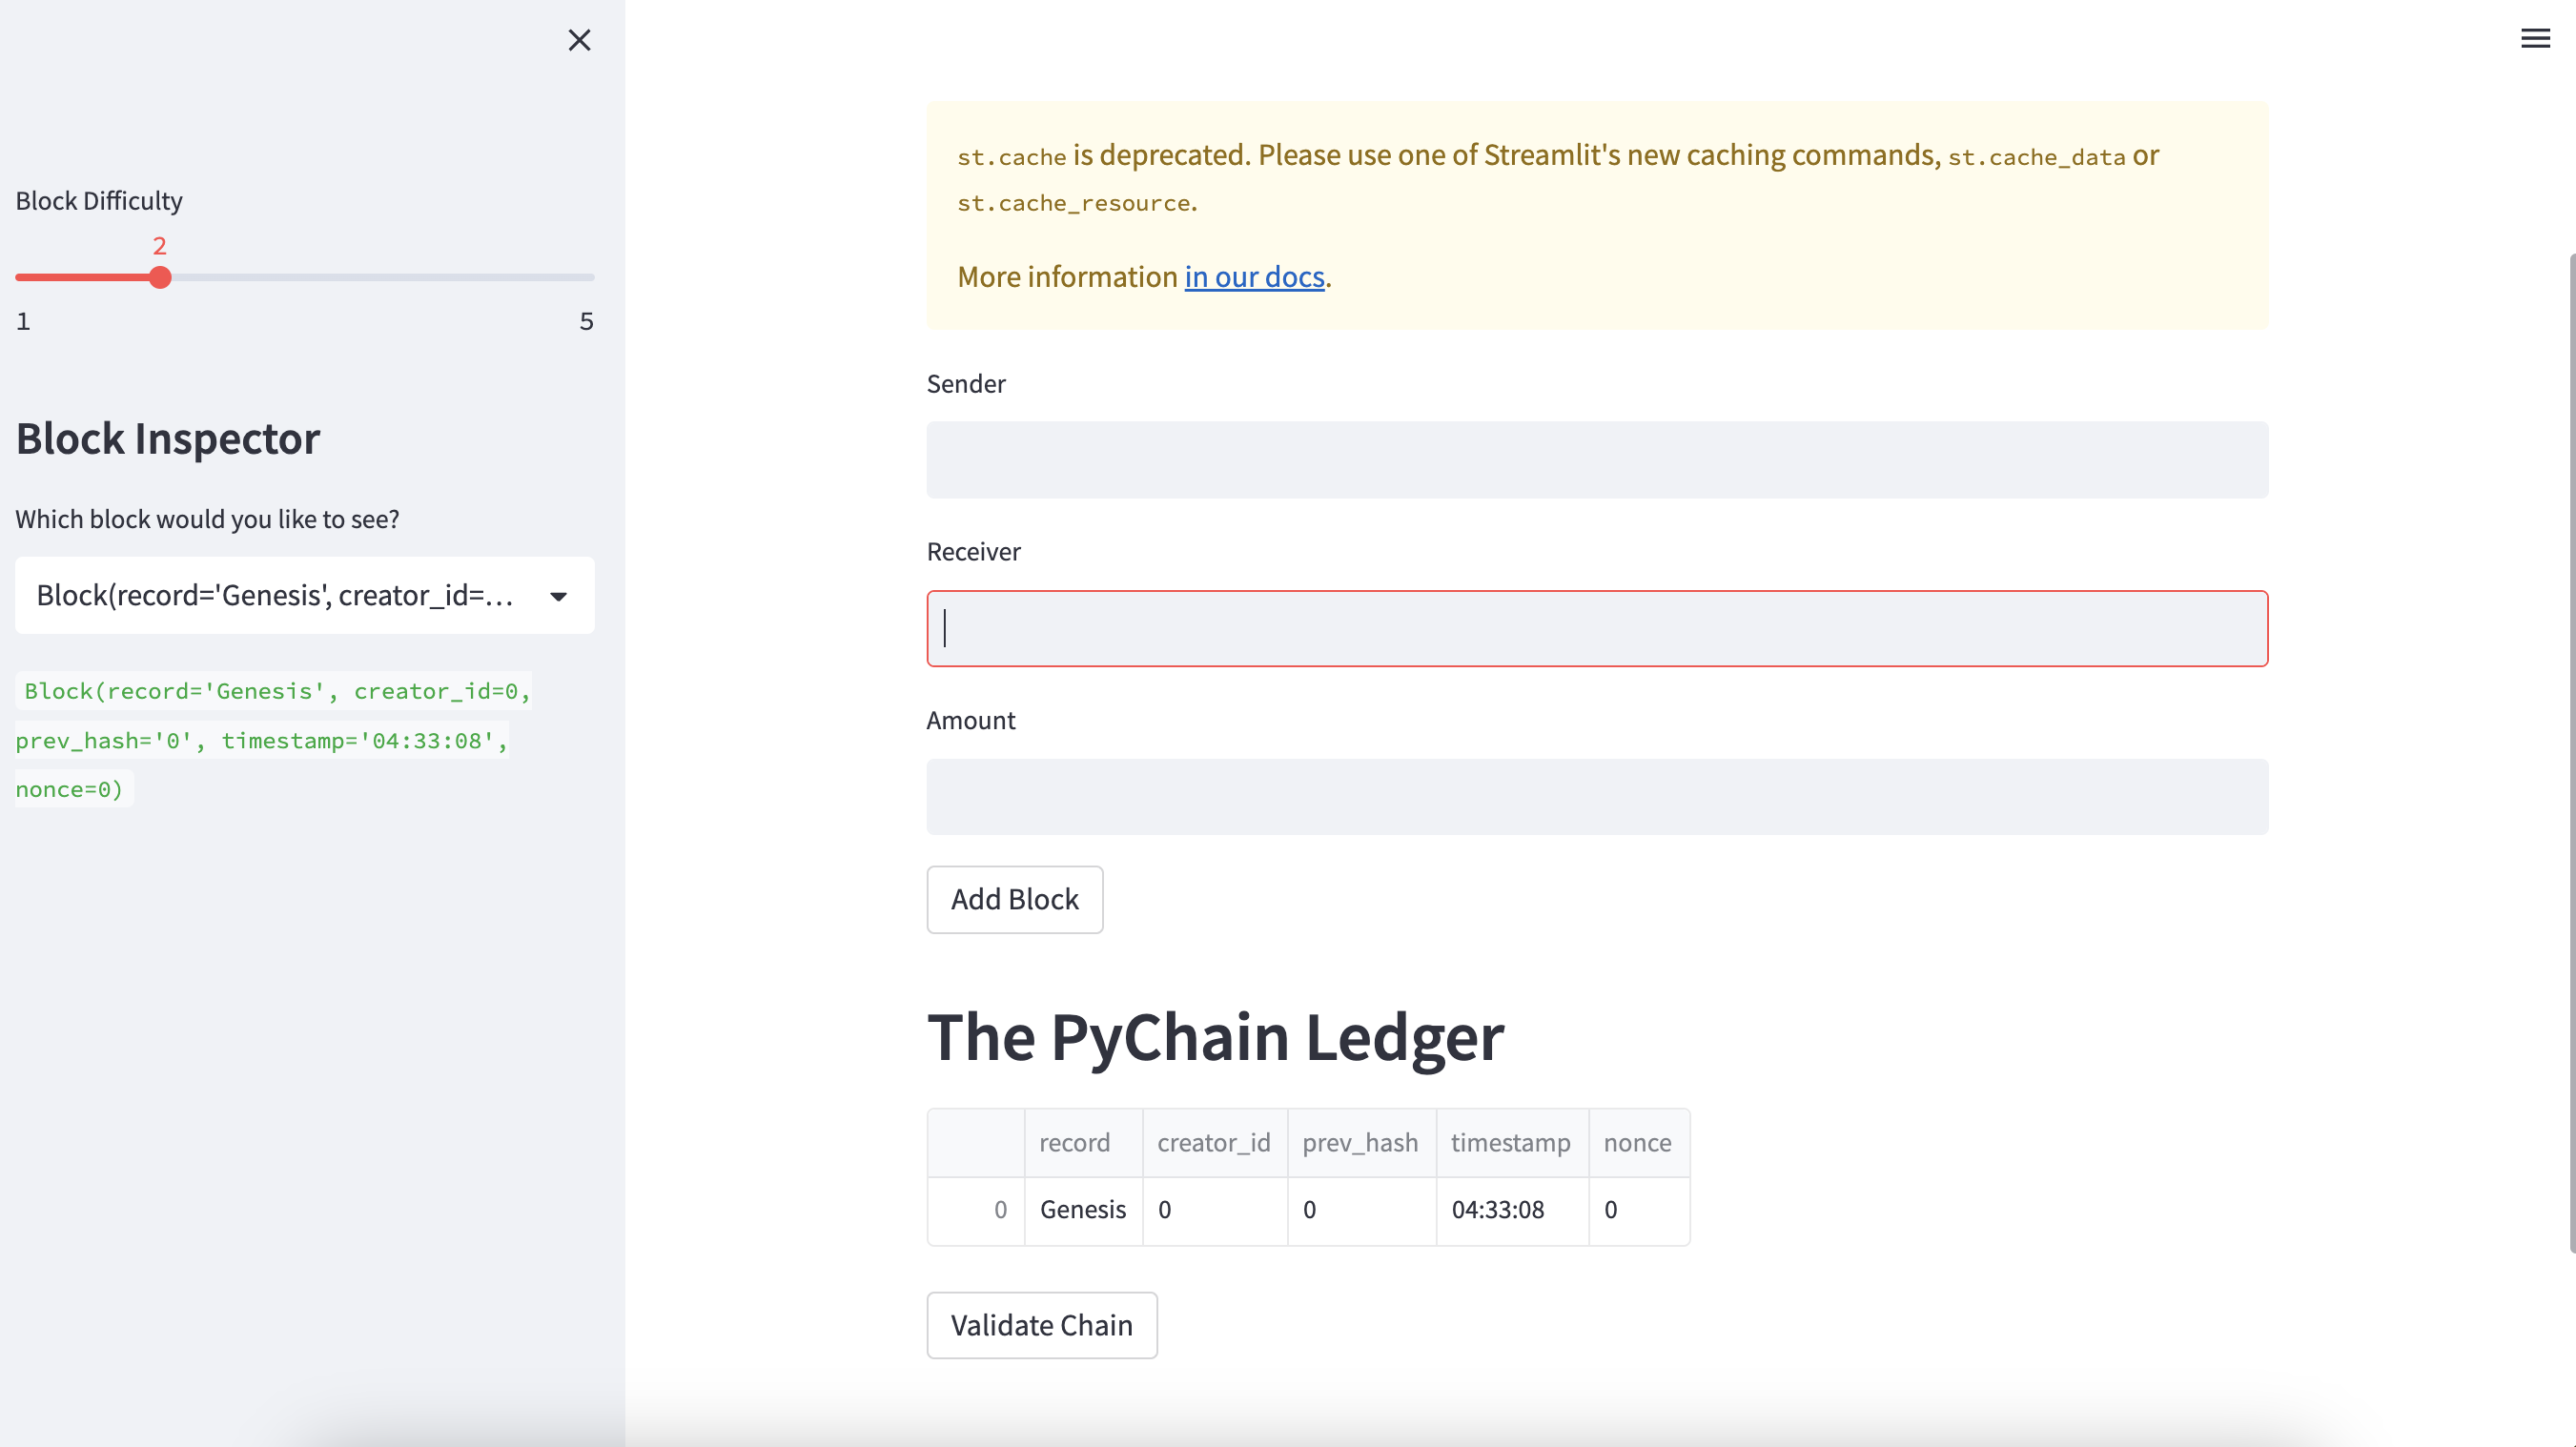 Block Difficulty
2
1 5
Block Inspector
Which block would you like to see?
Block(record='Genesis', creator_id=...
Block(record='Genesis', creator_id=0,
prev_hash='0', timestamp='04:33:08',
nonce=0)
st.cache is deprecated. Please use one of Streamlit's new caching commands, st.cache_data or
st.cache_resource.
More information in our docs.
Sender
Receiver
Amount
Add Block
The PyChain Ledger
record creator_id prev_hash timestamp nonce
0 Genesis 0 0 04:33:08 0
Validate Chain